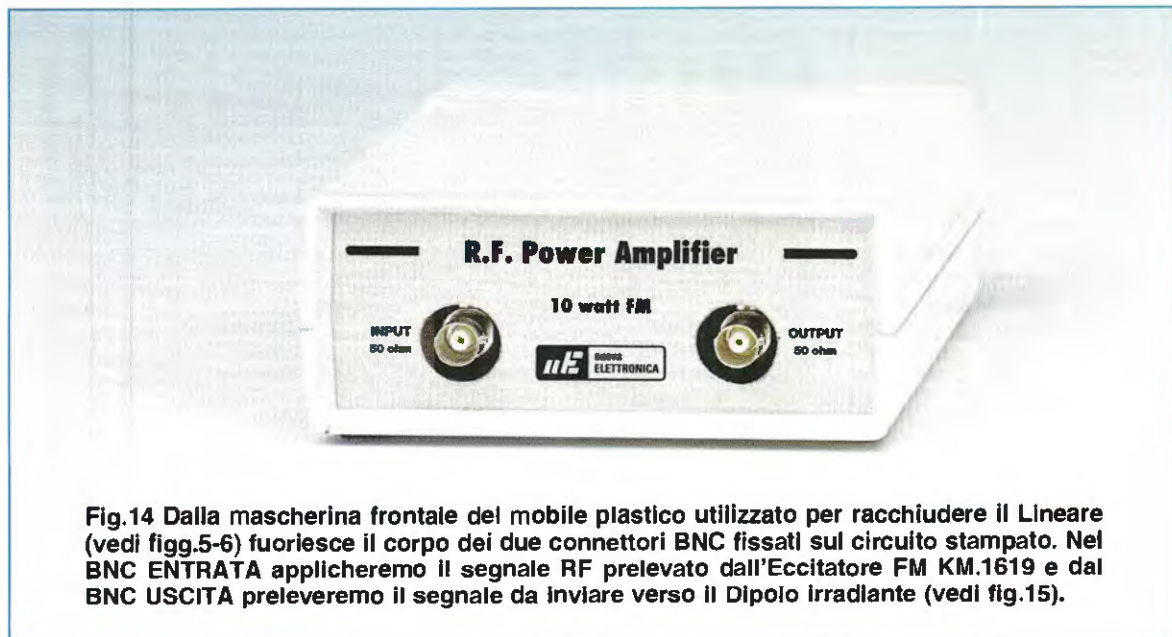 R.F. Power Amplifier
10 watt FM
INPUT
50 ohm
OUTPUT
50 ohm
nE nuova
ELETTRONICA
Fig.14 Dalla mascherina frontale del mobile plastico utilizzato per racchiudere il Lineare
(vedi figg.5-6) fuoriesce il corpo dei due connettori BNC fissati sul circuito stampato. Nel
BNC ENTRATA applicheremo il segnale RF prelevato dall'Eccitatore FM KM.1619 e dal
BNC USCITA preleveremo il segnale da inviare verso il Dipolo irradiante (vedi fig.15).